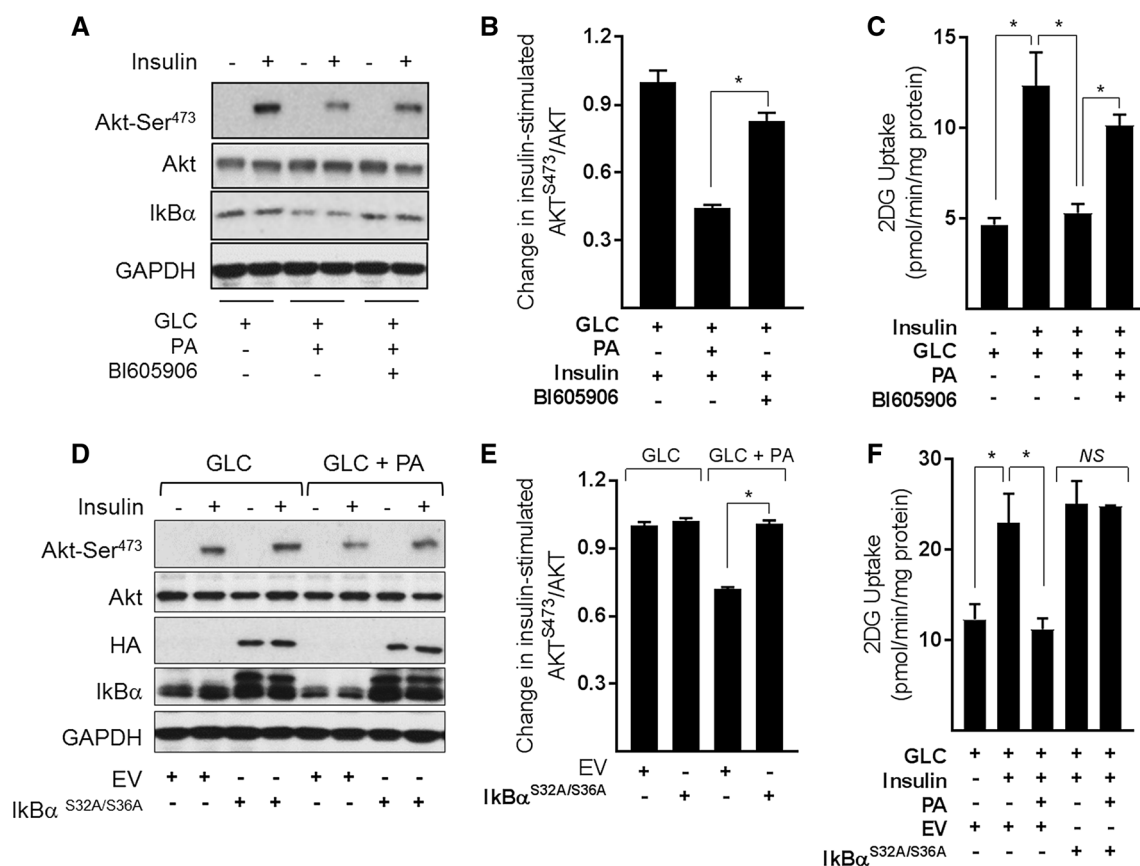 A
Insulin - + - + - +
Akt-Ser473
Akt
IkBα
GAPDH
GLC + + +
PA - + +
BI605906 - - +
B
Change in insulin-stimulated
AKTS473/AKT
1.2
0.9
0.6
0.3
*
GLC + + +
PA - + -
Insulin + + +
BI605906 - - +
C
2DG Uptake
(pmol/min/mg protein)
15
10
5
* *
*
Insulin - + + +
GLC + + + +
PA - - + +
BI605906 - - - +
D
GLC GLC + PA
Insulin - + - + - + - +
Akt-Ser473
Akt
HA
IkBα
GAPDH
EV + + - - + + - -
IkBα S32A/S36A - - + + - - + +
E
GLC GLC + PA
Change in insulin-stimulated
AKTS473/AKT
1.2
0.9
0.6
0.3
*
EV + - + -
IkBαS32A/S36A - + - +
F
2DG Uptake
(pmol/min/mg protein)
30
20
10
* * NS
GLC + + + + +
Insulin - + + + +
PA - - + - +
EV + + + - -
IkBαS32A/S36A - - - + +